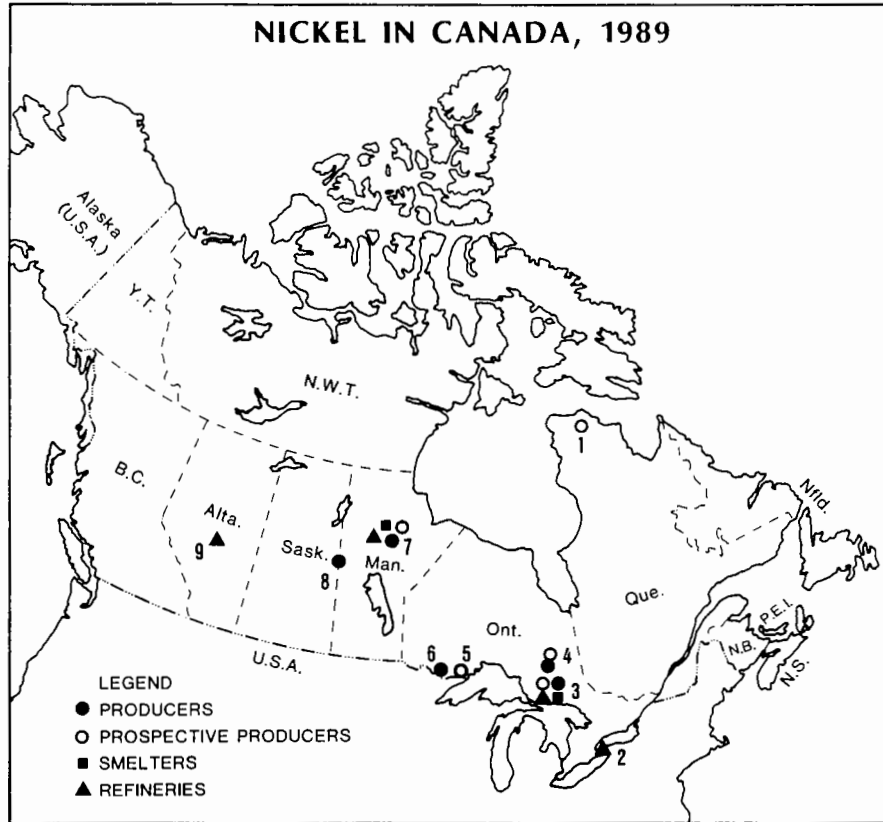 NICKEL IN CANADA, 1989
Alaska
(U.S.A.)
Y.T.
N.W.T.
1
B.C.
Nfld.
Alta.
9
Sask.
8
Man.
7
Que.
Ont.
P.E.I.
N.B.
N.S.
U.S.A.
6
5
4
3
2
LEGEND
PRODUCERS
PROSPECTIVE PRODUCERS
SMELTERS
REFINERIES